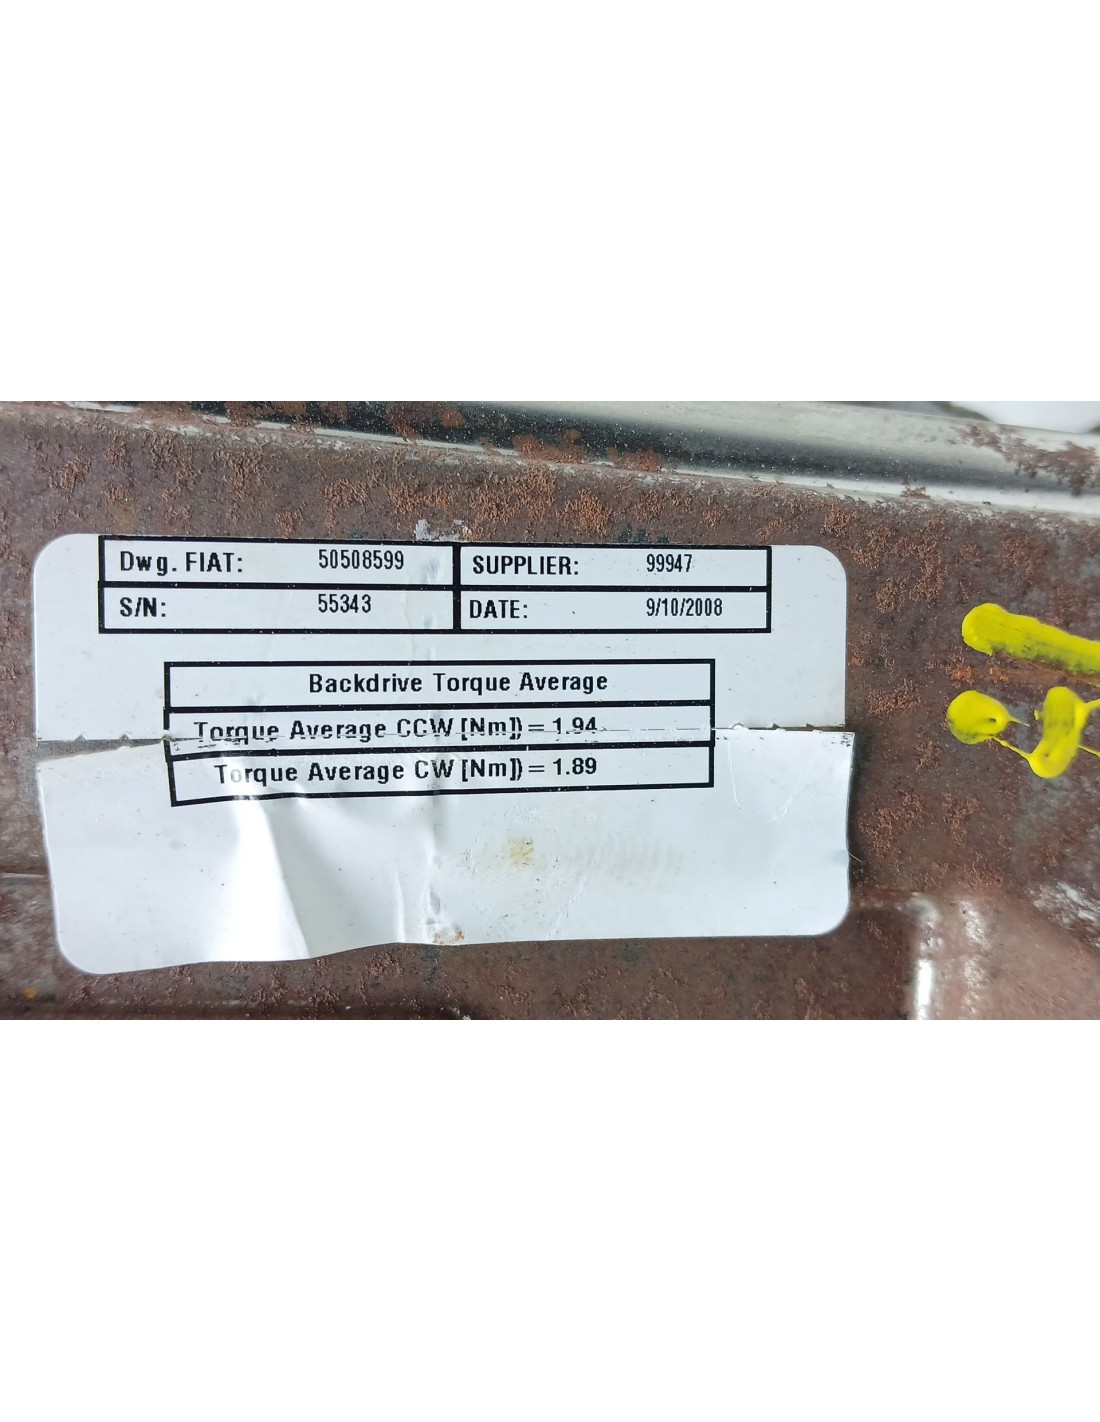 Dwg. FIAT: 50508599 SUPPLIER: 99947
S/N: 55343 DATE: 9/10/2008
Backdrive Torque Average
Torque Average CCW [Nm]) = 1.94
Torque Average CW [Nm]) = 1.89